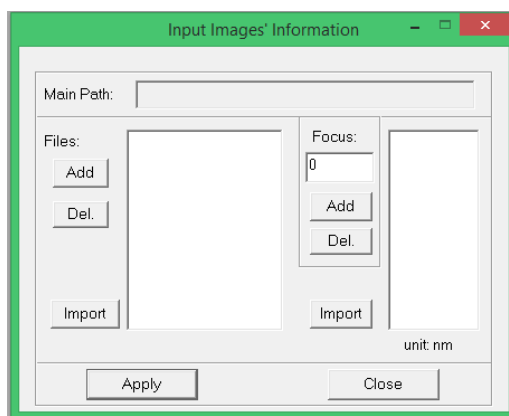 Input Images' Information
Main Path:
Files:
Add
Del.
Import
Focus:
0
Add
Del.
Import
unit: nm
Apply
Close